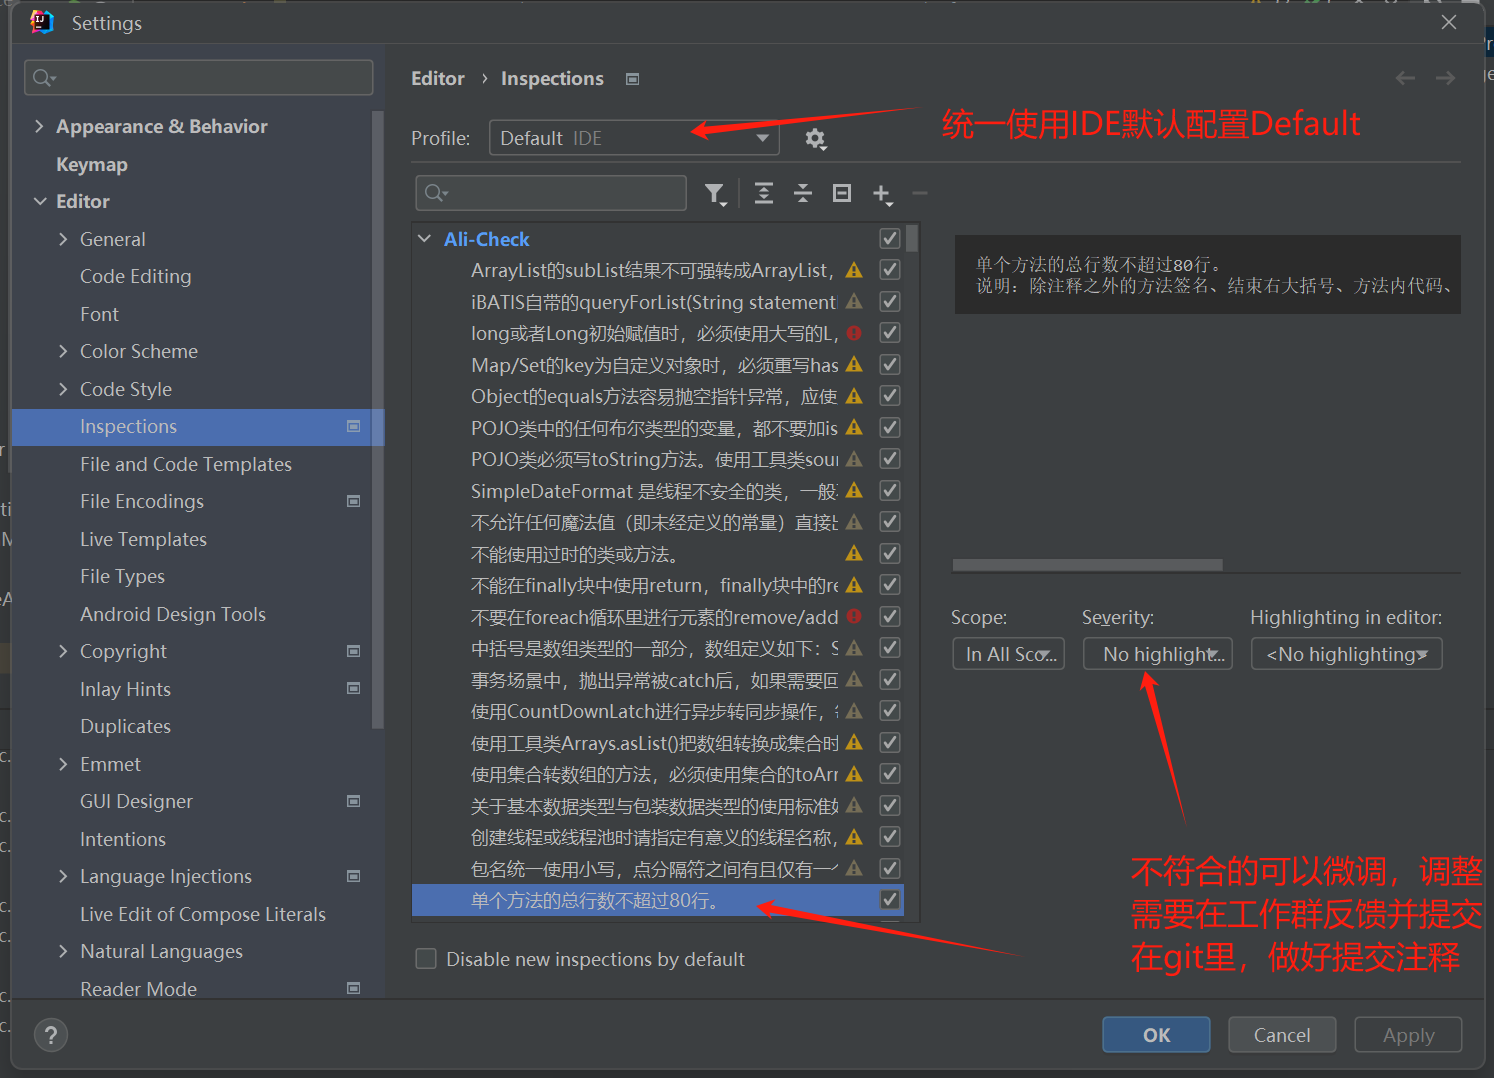 Settings
Editor › Inspections
Profile:
Default IDE
统一使用IDE默认配置Default
Appearance & Behavior
Keymap
Editor
General
Code Editing
Font
Color Scheme
Code Style
Inspections
File and Code Templates
File Encodings
Live Templates
File Types
Android Design Tools
Copyright
Inlay Hints
Duplicates
Emmet
GUI Designer
Intentions
Language Injections
Live Edit of Compose Literals
Natural Languages
Reader Mode
Ali-Check
ArrayList的subList结果不可强转成ArrayList，
iBATIS自带的queryForList(String statement
long或者Long初始赋值时，必须使用大写的L，
Map/Set的key为自定义对象时，必须重写has
Object的equals方法容易抛空指针异常，应使
POJO类中的任何布尔类型的变量，都不要加is
POJO类必须写toString方法。使用工具类sour
SimpleDateFormat 是线程不安全的类，一般
不允许任何魔法值（即未经定义的常量）直接出
不能使用过时的类或方法。
不能在finally块中使用return，finally块中的re
不要在foreach循环里进行元素的remove/add
中括号是数组类型的一部分，数组定义如下：S
事务场景中，抛出异常被catch后，如果需要回
使用CountDownLatch进行异步转同步操作，
使用工具类Arrays.asList()把数组转换成集合时
使用集合转数组的方法，必须使用集合的toArr
关于基本数据类型与包装数据类型的使用标准如
创建线程或线程池时请指定有意义的线程名称，
包名统一使用小写，点分隔符之间有且仅有一个
单个方法的总行数不超过80行。
Disable new inspections by default
单个方法的总行数不超过80行。
说明：除注释之外的方法签名、结束右大括号、方法内代码、
Scope:
Severity:
Highlighting in editor:
In All Sco...
No highlight...
<No highlighting>
不符合的可以微调，调整
需要在工作群反馈并提交
在git里，做好提交注释
?
OK
Cancel
Apply